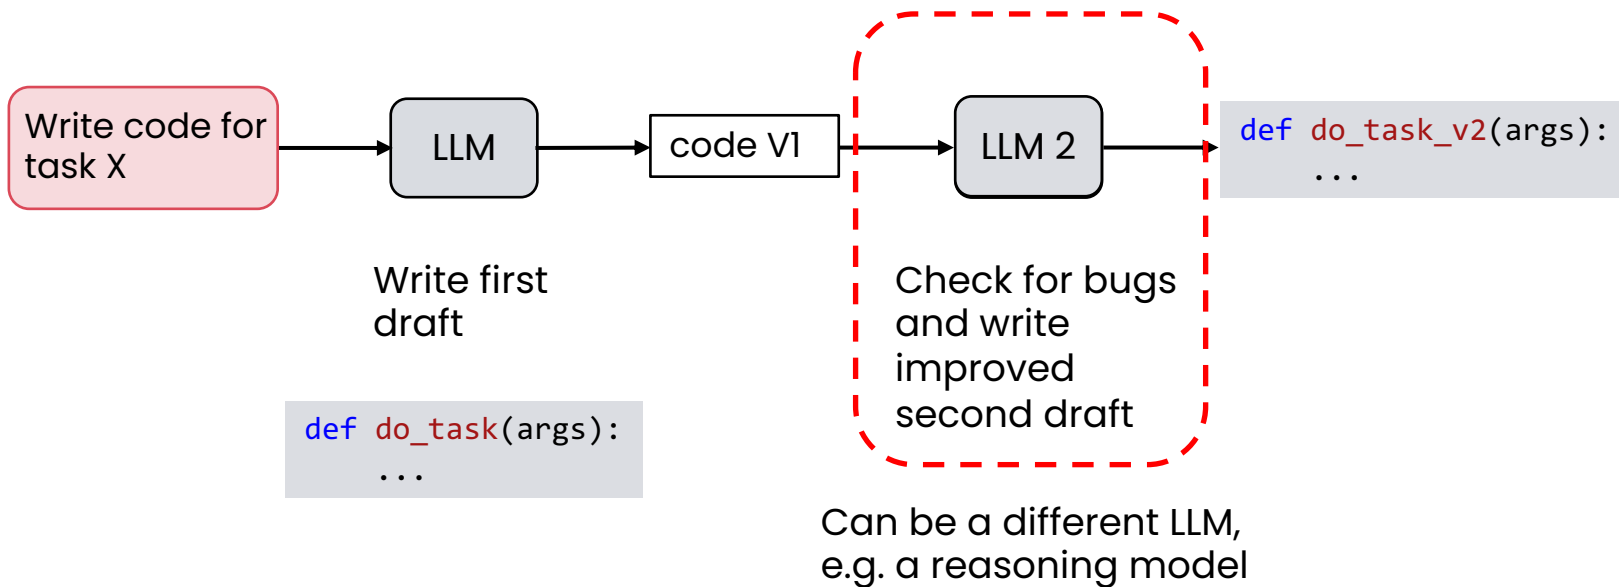 Write code for
task X
LLM
code V1
LLM 2
def do_task_v2(args):
...
Write first
draft
Check for bugs
and write
improved
second draft
def do_task(args):
...
Can be a different LLM,
e.g. a reasoning model